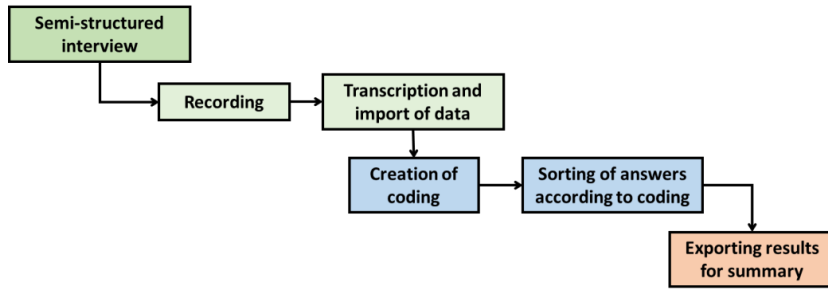 Semi-structured
interview
Recording
Transcription and
import of data
Creation of
coding
Sorting of answers
according to coding
Exporting results
for summary